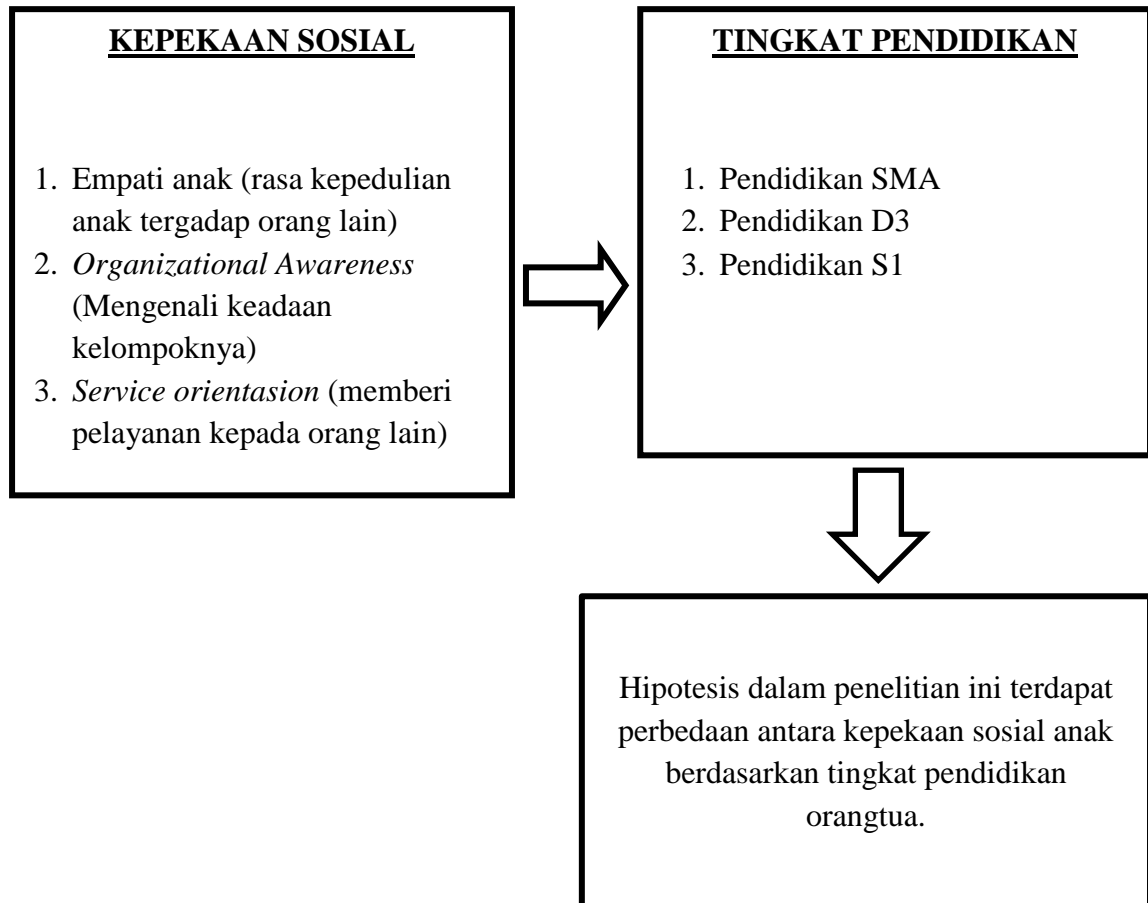 KEPEKAAN SOSIAL
1. Empati anak (rasa kepedulian
anak tergadap orang lain)
2. Organizational Awareness
(Mengenali keadaan
kelompoknya)
3. Service orientasion (memberi
pelayanan kepada orang lain)
TINGKAT PENDIDIKAN
1. Pendidikan SMA
2. Pendidikan D3
3. Pendidikan S1
Hipotesis dalam penelitian ini terdapat
perbedaan antara kepekaan sosial anak
berdasarkan tingkat pendidikan
orangtua.